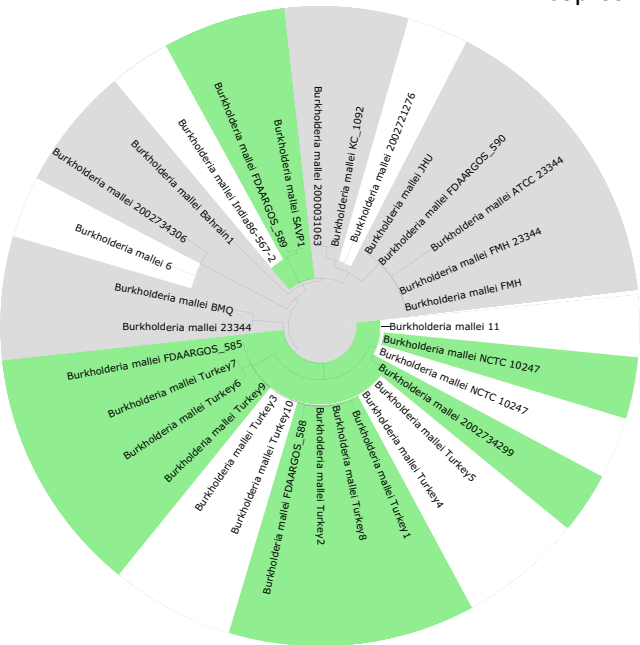 Burkholderia mallei 2000031063
Burkholderia mallei KC_1092
Burkholderia mallei 2002721276
Burkholderia mallei JHU
Burkholderia mallei FDAARGOS_590
Burkholderia mallei ATCC 23344
Burkholderia mallei FMH 23344
Burkholderia mallei FMH
Burkholderia mallei 11
Burkholderia mallei NCTC 10247
Burkholderia mallei NCTC 10247
Burkholderia mallei 2002734299
Burkholderia mallei Turkey5
Burkholderia mallei Turkey4
Burkholderia mallei Turkey1
Burkholderia mallei Turkey8
Burkholderia mallei Turkey2
Burkholderia mallei FDAARGOS_588
Burkholderia mallei Turkey10
Burkholderia mallei Turkey3
Burkholderia mallei Turkey9
Burkholderia mallei Turkey6
Burkholderia mallei Turkey7
Burkholderia mallei FDAARGOS_585
Burkholderia mallei 23344
Burkholderia mallei BMQ
Burkholderia mallei 6
Burkholderia mallei 2002734306
Burkholderia mallei Bahrain1
Burkholderia mallei India86-567-2
Burkholderia mallei FDAARGOS_589
Burkholderia mallei SAVP1